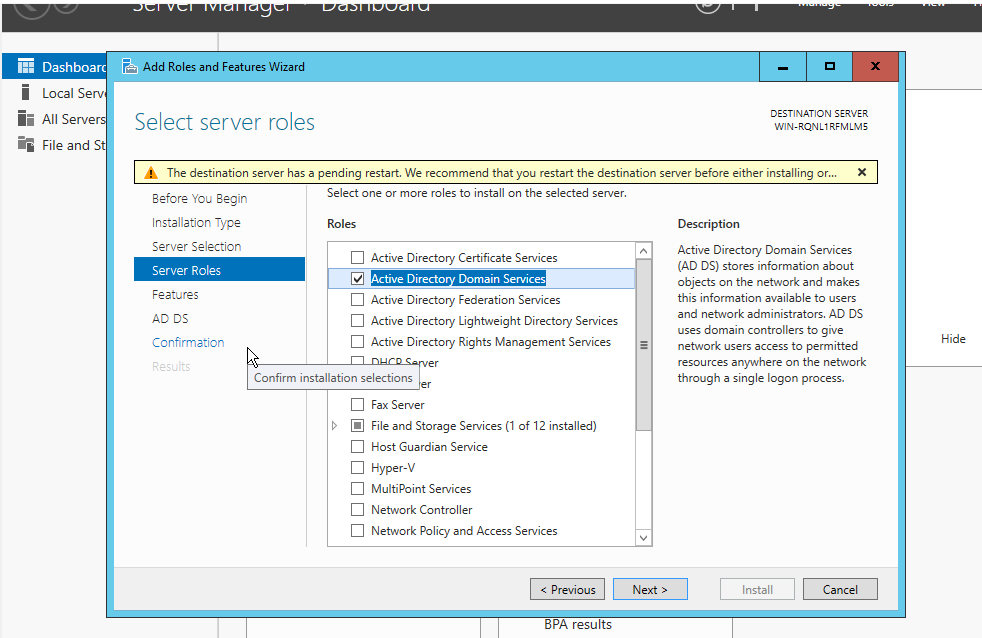 Server Manager · Dashboard
Manage Tools View
Dashboard
Local Serve
All Servers
File and St
Add Roles and Features Wizard
Select server roles
DESTINATION SERVER
WIN-RQNL1RFMLM5
The destination server has a pending restart. We recommend that you restart the destination server before either installing or...
Before You Begin
Installation Type
Server Selection
Server Roles
Features
AD DS
Confirmation
Results
Confirm installation selections
Select one or more roles to install on the selected server.
Roles
Active Directory Certificate Services
Active Directory Domain Services
Active Directory Federation Services
Active Directory Lightweight Directory Services
Active Directory Rights Management Services
DHCP Server
er
Fax Server
File and Storage Services (1 of 12 installed)
Host Guardian Service
Hyper-V
MultiPoint Services
Network Controller
Network Policy and Access Services
Description
Active Directory Domain Services
(AD DS) stores information about
objects on the network and makes
this information available to users
and network administrators. AD DS
uses domain controllers to give
network users access to permitted
resources anywhere on the network
through a single logon process.
Hide
< Previous
Next >
Install
Cancel
BPA results